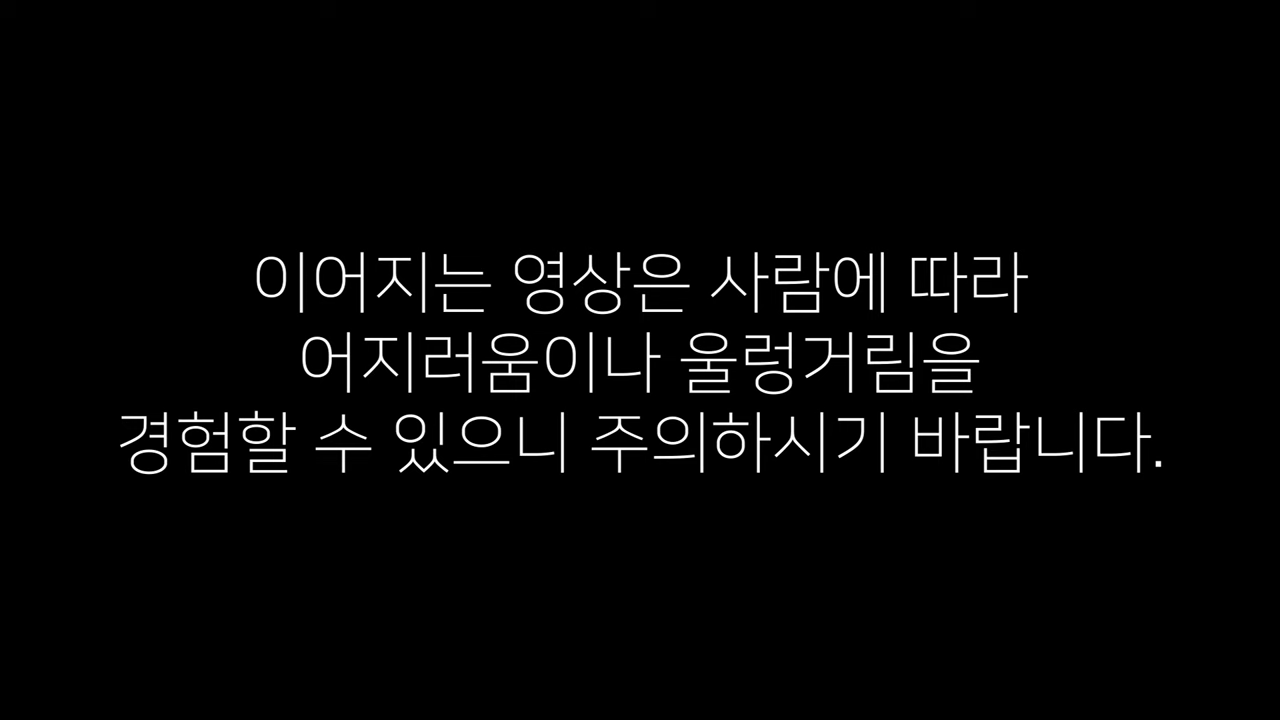 이어지는 영상은 사람에 따라
어지러움이나 울렁거림을
경험할 수 있으니 주의하시기 바랍니다.